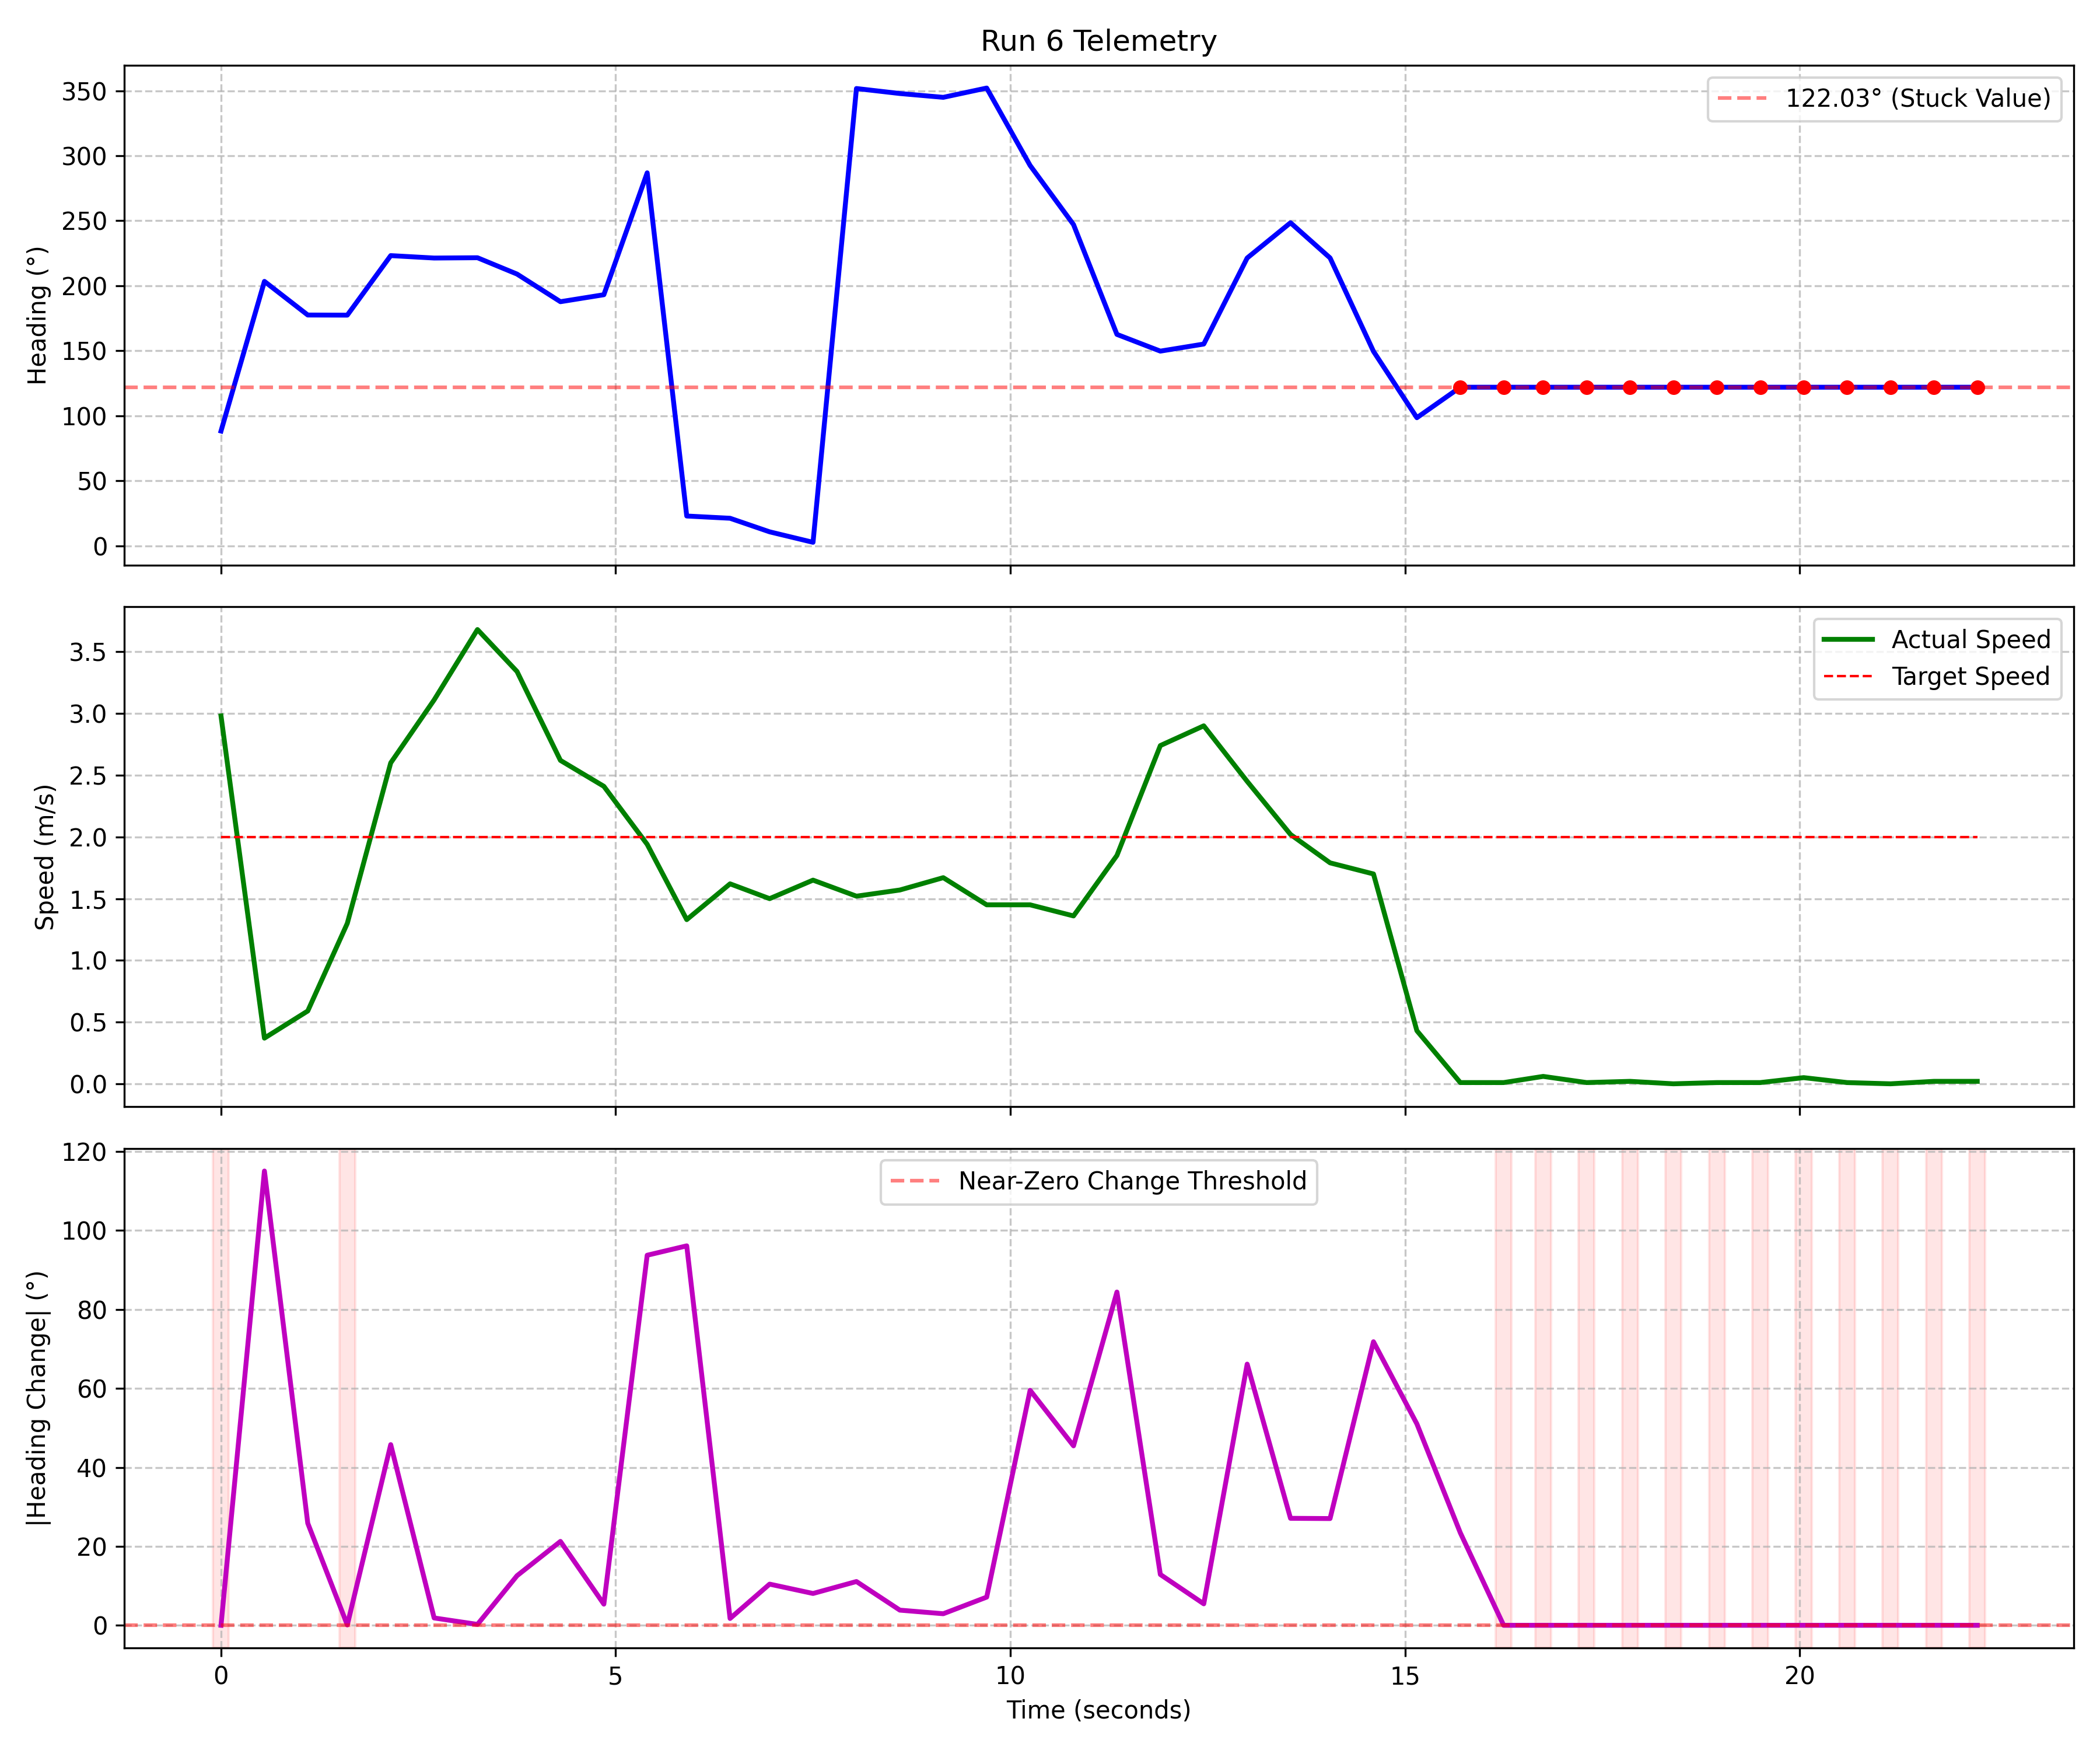 Run 6 Telemetry
Heading (°)
350
300
250
200
150
100
50
0
122.03° (Stuck Value)
Speed (m/s)
3.5
3.0
2.5
2.0
1.5
1.0
0.5
0.0
Actual Speed
Target Speed
|Heading Change| (°)
120
100
80
60
40
20
0
Near-Zero Change Threshold
0 5 10 15 20
Time (seconds)